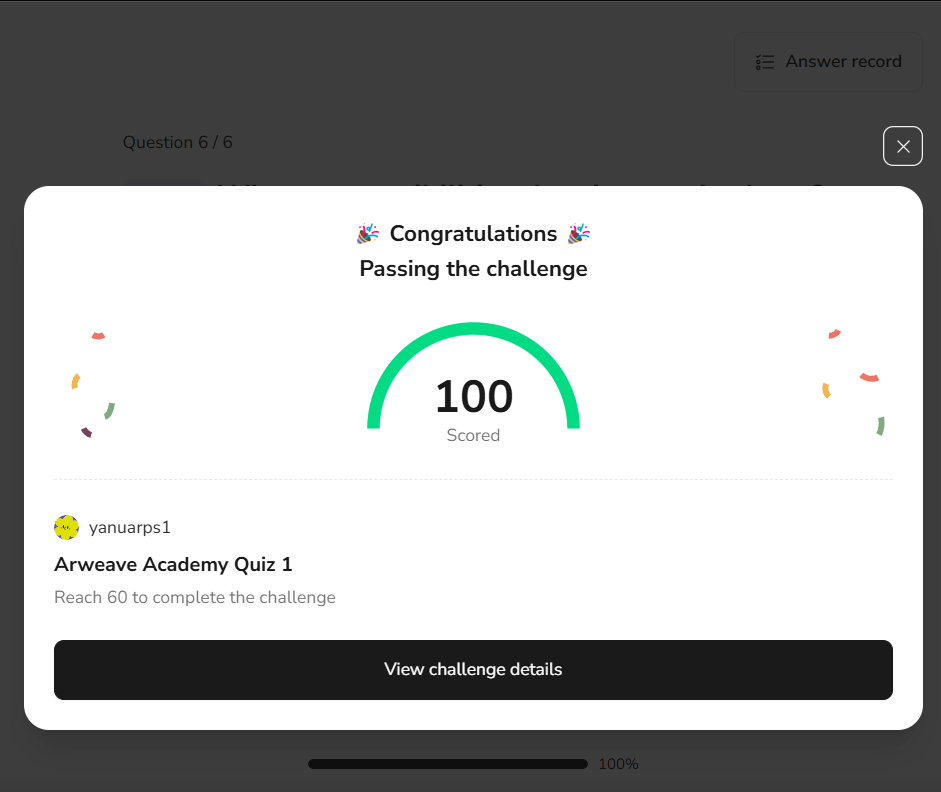 Answer record
Question 6 / 6
Congratulations
Passing the challenge
100
Scored
yanuarps1
Arweave Academy Quiz 1
Reach 60 to complete the challenge
View challenge details
100%